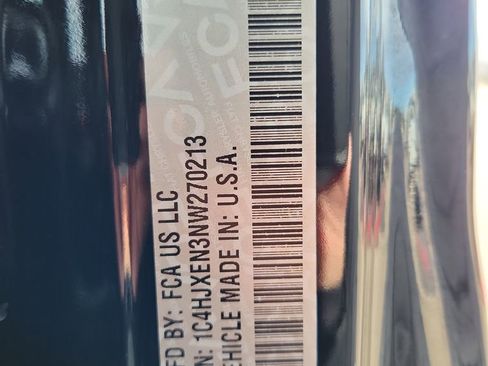 FD BY: FCA US LLC
N: 1C4HJXEN3NW270213
EHICLE MADE IN: U.S.A.